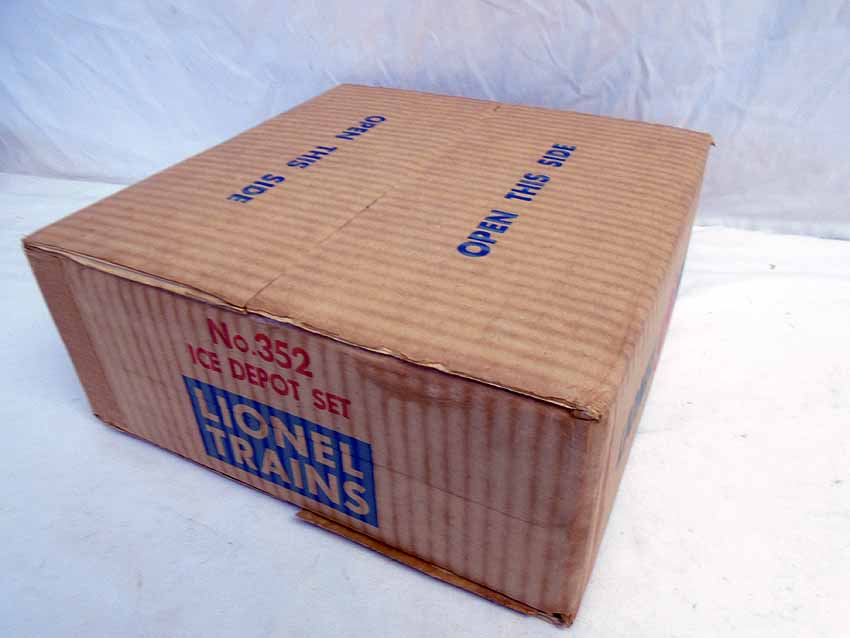 OPEN THIS SIDE
OPEN THIS SIDE
No.352
ICE DEPOT SET
LIONEL
TRAINS